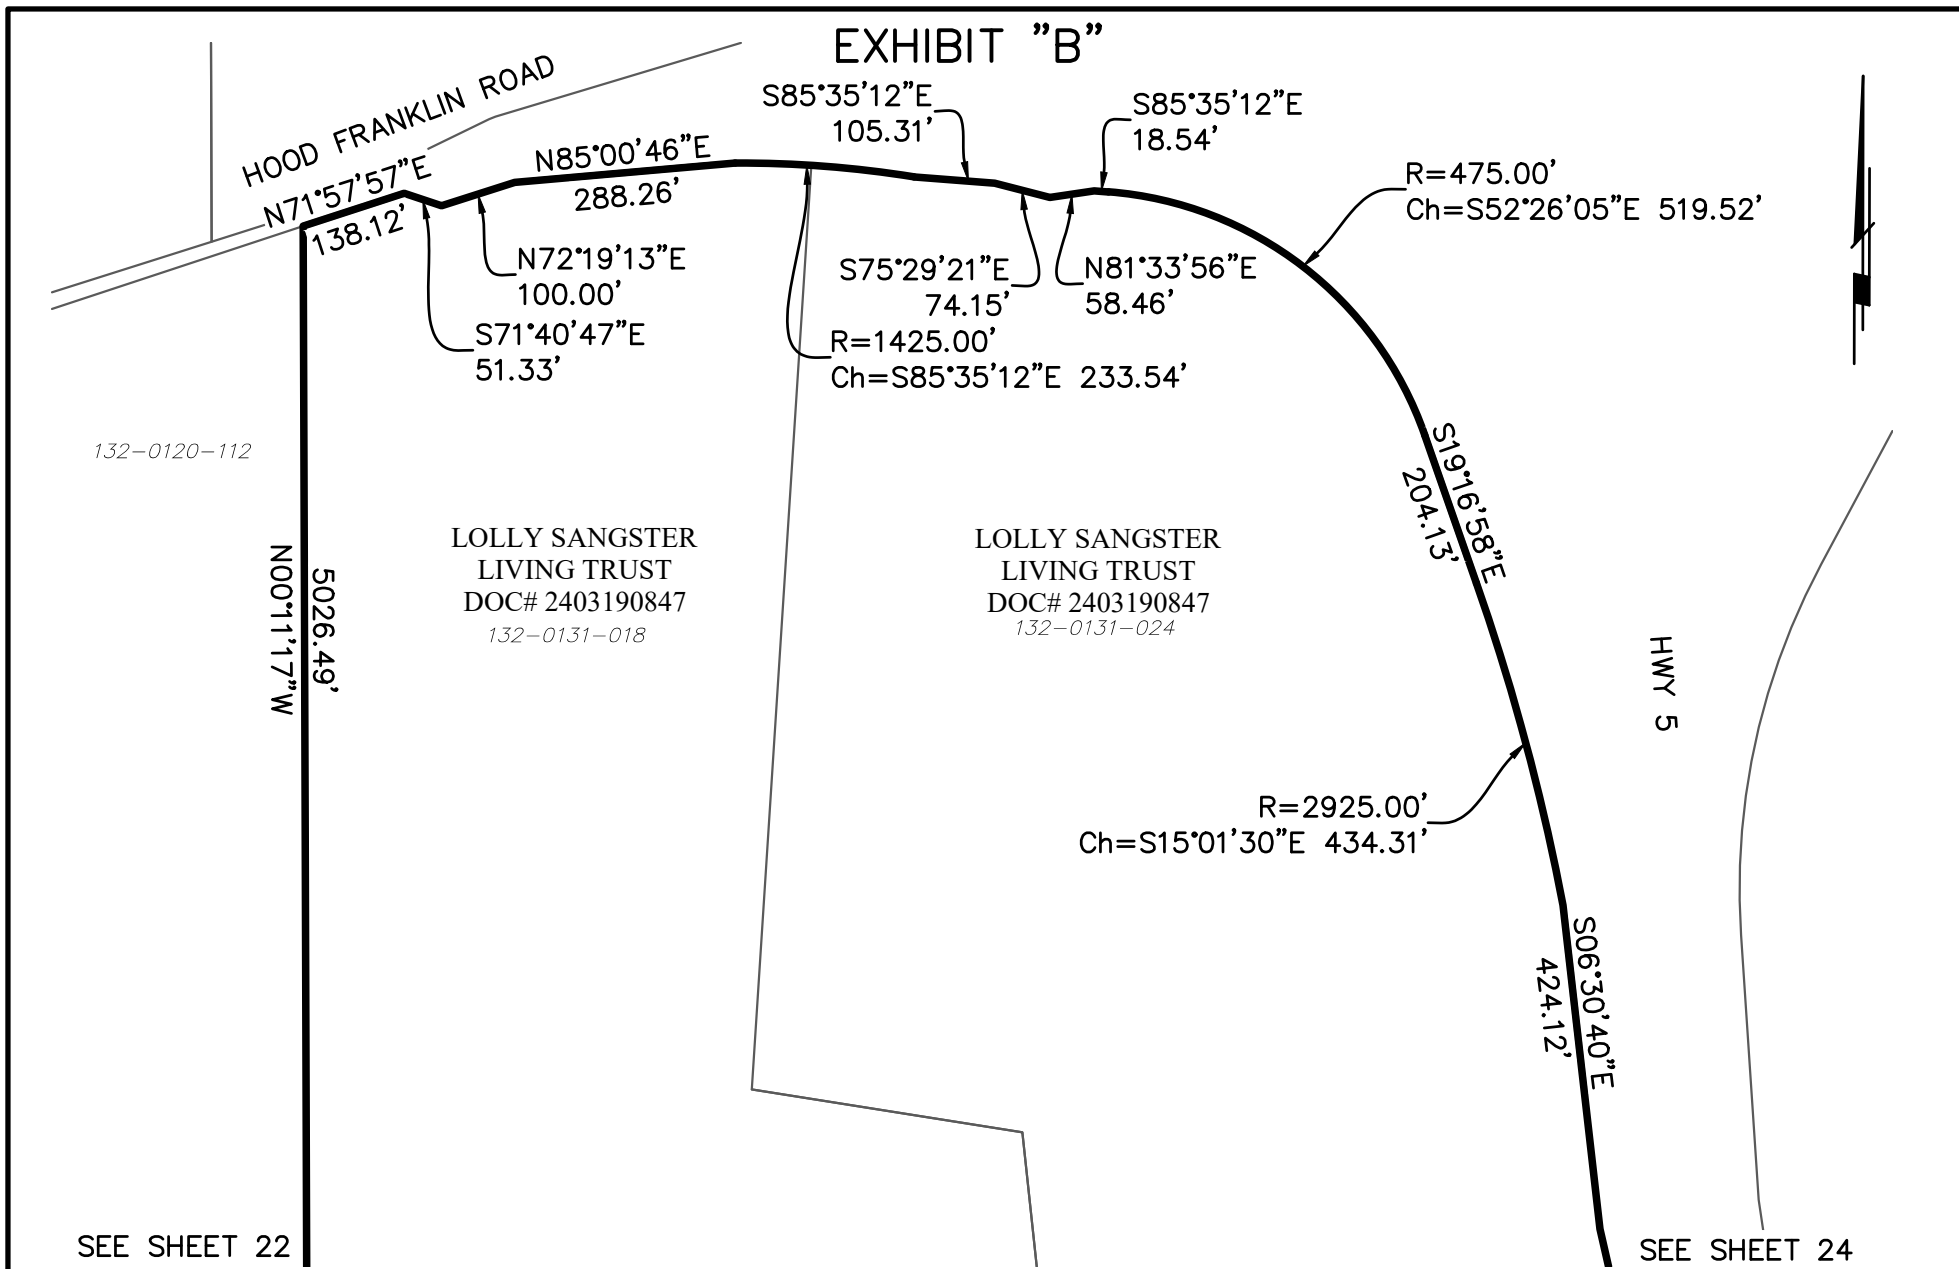 EXHIBIT "B"
HOOD FRANKLIN ROAD
N71°57'57"E
138.12'
N85°00'46"E
288.26'
S85°35'12"E
105.31'
S85°35'12"E
18.54'
R=475.00'
Ch=S52°26'05"E 519.52'
N72°19'13"E
100.00'
S71°40'47"E
51.33'
S75°29'21"E
74.15'
N81°33'56"E
58.46'
R=1425.00'
Ch=S85°35'12"E 233.54'
132-0120-112
S19°16'58"E
204.13'
LOLLY SANGSTER
LIVING TRUST
DOC# 2403190847
132-0131-018
LOLLY SANGSTER
LIVING TRUST
DOC# 2403190847
132-0131-024
5026.49'
N00°11'17"W
HWY 5
R=2925.00'
Ch=S15°01'30"E 434.31'
S06°30'40"E
424.12'
SEE SHEET 22
SEE SHEET 24